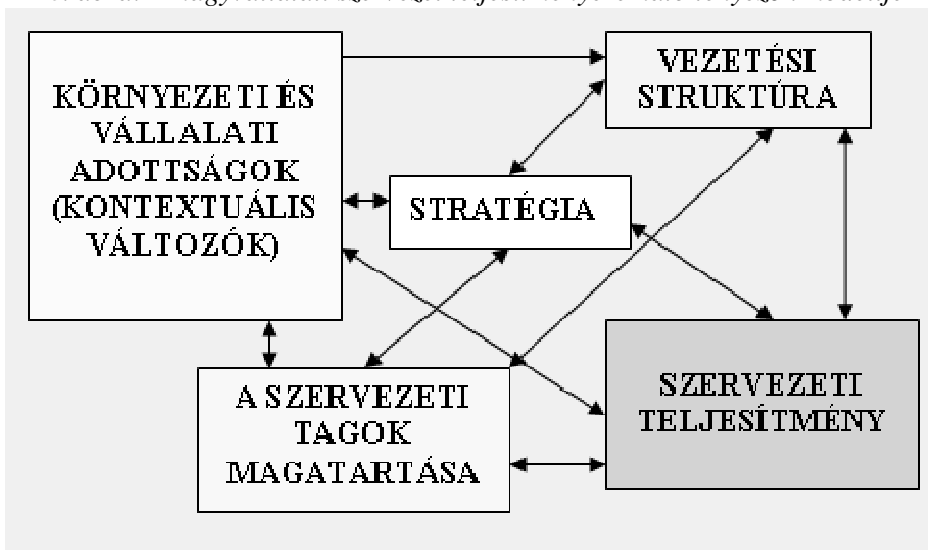 KÖRNYEZETI ÉS
VÁLLALATI
ADOTTSÁGOK
(KONTEXTUÁLIS
VÁLTOZÓK)
VEZETÉSI
STRUKTÚRA
STRATÉGIA
A SZERVEZETI
TAGOK
MAGATARTÁSA
SZERVEZETI
TELJESÍTMÉNY